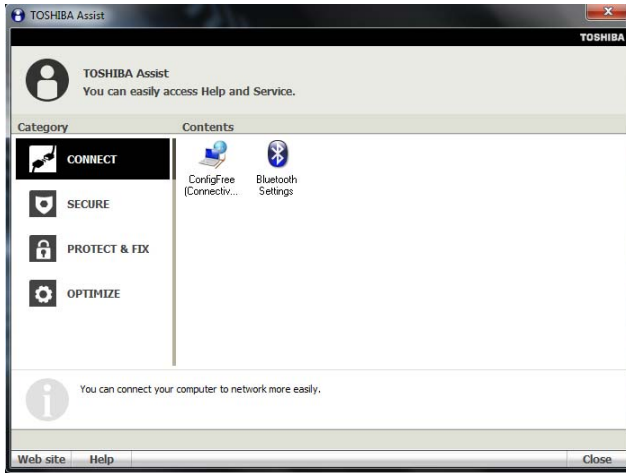 TOSHIBA Assist
TOSHIBA
TOSHIBA Assist
You can easily access Help and Service.
Category
Contents
CONNECT
SECURE
PROTECT & FIX
OPTIMIZE
ConfigFree
(Connectiv...
Bluetooth
Settings
You can connect your computer to network more easily.
Web site
Help
Close